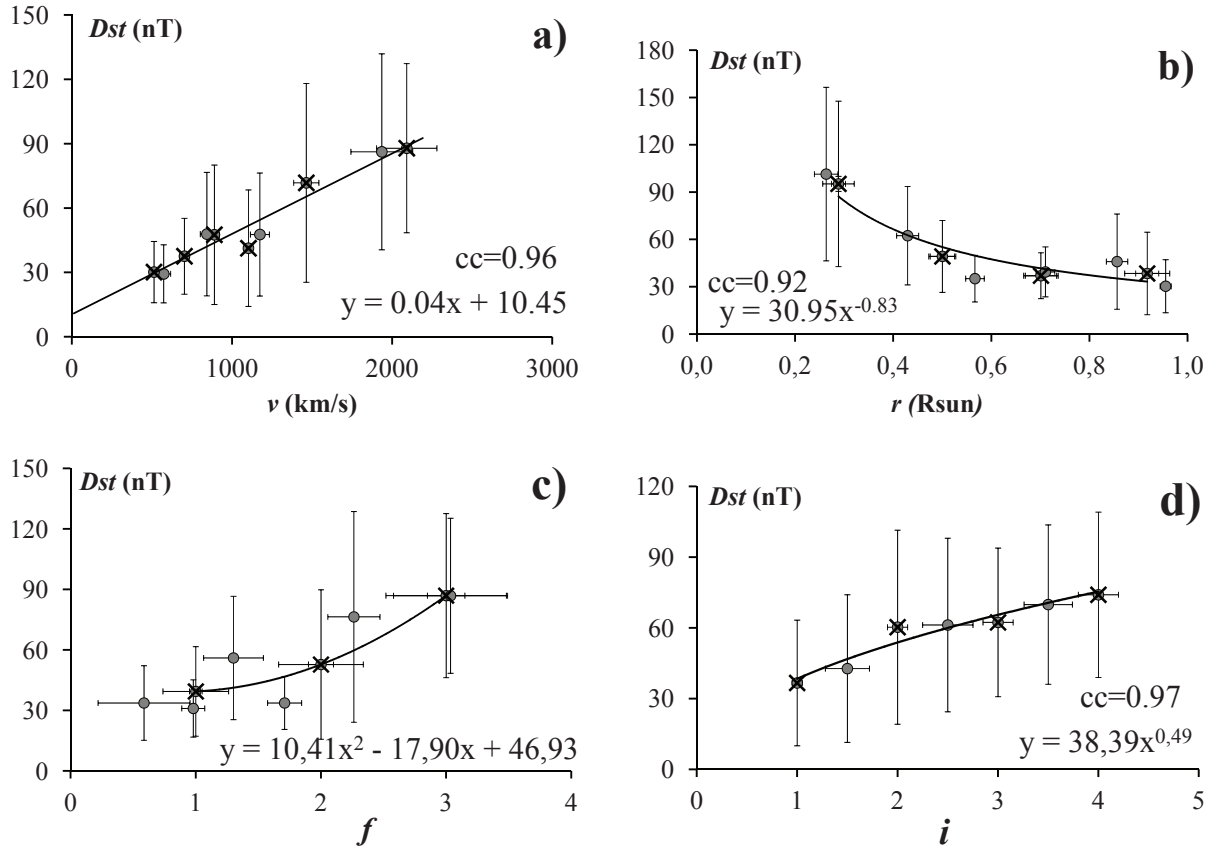 Dst (nT)
a)
150
120
90
60
30
0
cc=0.96
y = 0.04x + 10.45
0
1000
2000
3000
v (km/s)
Dst (nT)
b)
180
150
120
90
60
30
0
cc=0.92
y = 30.95x^-0.83
0,0
0,2
0,4
0,6
0,8
1,0
r (Rsun)
Dst (nT)
c)
150
120
90
60
30
0
y = 10,41x² - 17,90x + 46,93
0
1
2
3
4
f
Dst (nT)
d)
120
90
60
30
0
cc=0.97
y = 38,39x^0,49
0
1
2
3
4
5
i